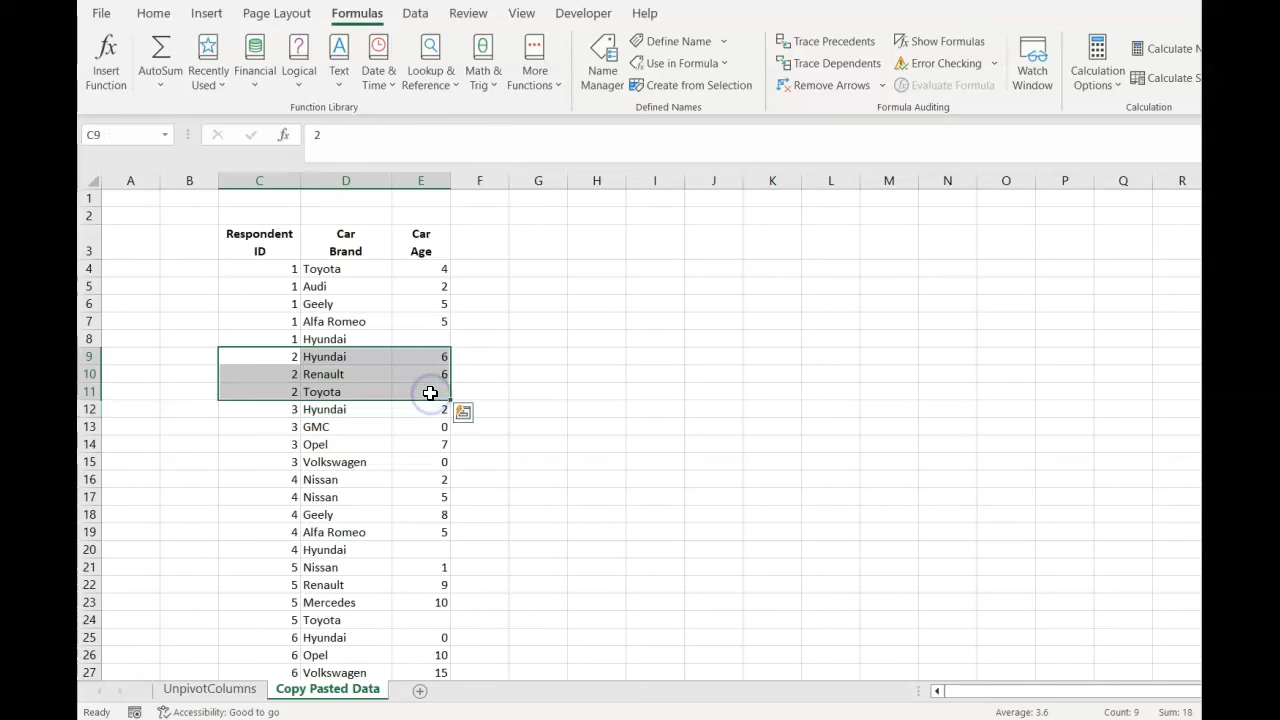 File Home Insert Page Layout Formulas Data Review View Developer Help
Insert Function
AutoSum
Recently Used
Financial
Logical
Text
Date & Time
Lookup & Reference
Math & Trig
More Functions
Function Library
Name Manager
Define Name
Use in Formula
Create from Selection
Defined Names
Trace Precedents
Trace Dependents
Remove Arrows
Show Formulas
Error Checking
Evaluate Formula
Formula Auditing
Watch Window
Calculation Options
Calculate N
Calculate S
Calculation
C9 fx 2
A B C D E F G H I J K L M N O P Q R
1
2
3 Respondent ID Car Brand Car Age
4 1 Toyota 4
5 1 Audi 2
6 1 Geely 5
7 1 Alfa Romeo 5
8 1 Hyundai
9 2 Hyundai 6
10 2 Renault 6
11 2 Toyota
12 3 Hyundai 2
13 3 GMC 0
14 3 Opel 7
15 3 Volkswagen 0
16 4 Nissan 2
17 4 Nissan 5
18 4 Geely 8
19 4 Alfa Romeo 5
20 4 Hyundai
21 5 Nissan 1
22 5 Renault 9
23 5 Mercedes 10
24 5 Toyota
25 6 Hyundai 0
26 6 Opel 10
27 6 Volkswagen 15
UnpivotColumns Copy Pasted Data
Ready Accessibility: Good to go Average: 3.6 Count: 9 Sum: 18